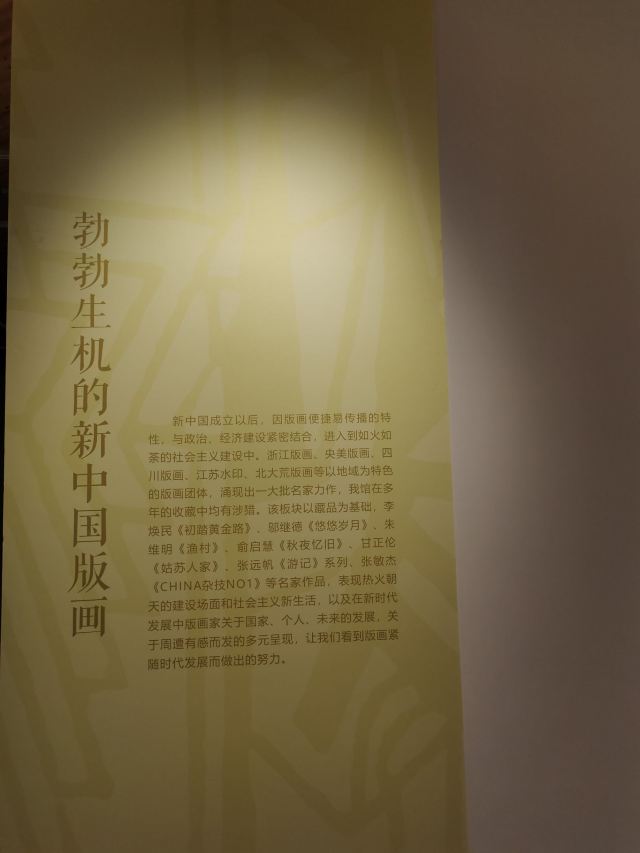 勃勃生机的新中国版画
新中国成立以后，因版画便捷易传播的特
性，与政治、经济建设紧密结合，进入到如火如
荼的社会主义建设中。浙江版画、央美版画、四
川版画、江苏水印、北大荒版画等以地域为特色
的版画团体，涌现出一大批名家力作，我馆在多
年的收藏中均有涉猎。该板块以藏品为基础，李
焕民《初踏黄金路》、邬继德《悠悠岁月》、朱
维明《渔村》、俞启慧《秋夜忆旧》、甘正伦
《姑苏人家》、张远帆《游记》系列、张敏杰
《CHINA杂技NO1》等名家作品，表现热火朝
天的建设场面和社会主义新生活，以及在新时代
发展中版画家关于国家、个人、未来的发展，关
于周遭有感而发的多元呈现，让我们看到版画紧
随时代发展而做出的努力。